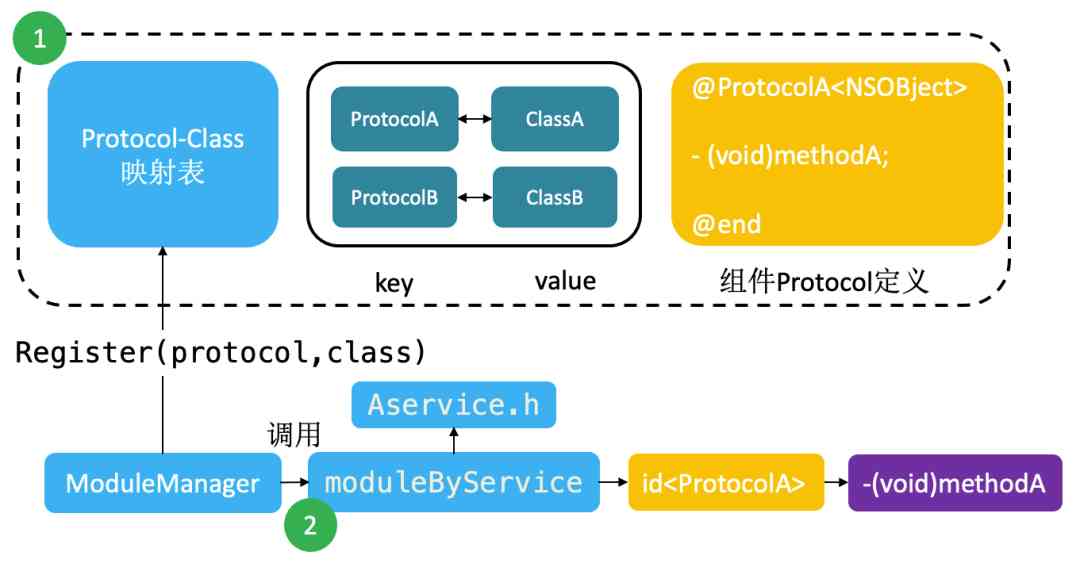 1
Protocol-Class
映射表
ProtocolA
ClassA
ProtocolB
ClassB
key
value
@ProtocolA<NSOBject>
- (void)methodA;
@end
组件Protocol定义
Register(protocol,class)
Aservice.h
调用
ModuleManager
moduleByService
id<ProtocolA>
-(void)methodA
2